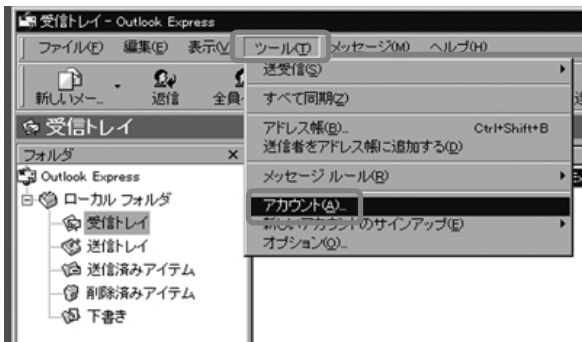 受信トレイ - Outlook Express
ファイル(F) 編集(E) 表示(V) ツール(T) メッセージ(M) ヘルプ(H)
新しいメー... 返信 全員
受信トレイ
フォルダ ×
Outlook Express
ローカル フォルダ
受信トレイ
送信トレイ
送信済みアイテム
削除済みアイテム
下書き
送受信(S)
すべて同期(Z)
アドレス帳(B)... Ctrl+Shift+B
送信者をアドレス帳に追加する(D)
メッセージ ルール(R)
アカウント(A)...
新しいアカウントのサインアップ(E)
オプション(O)...